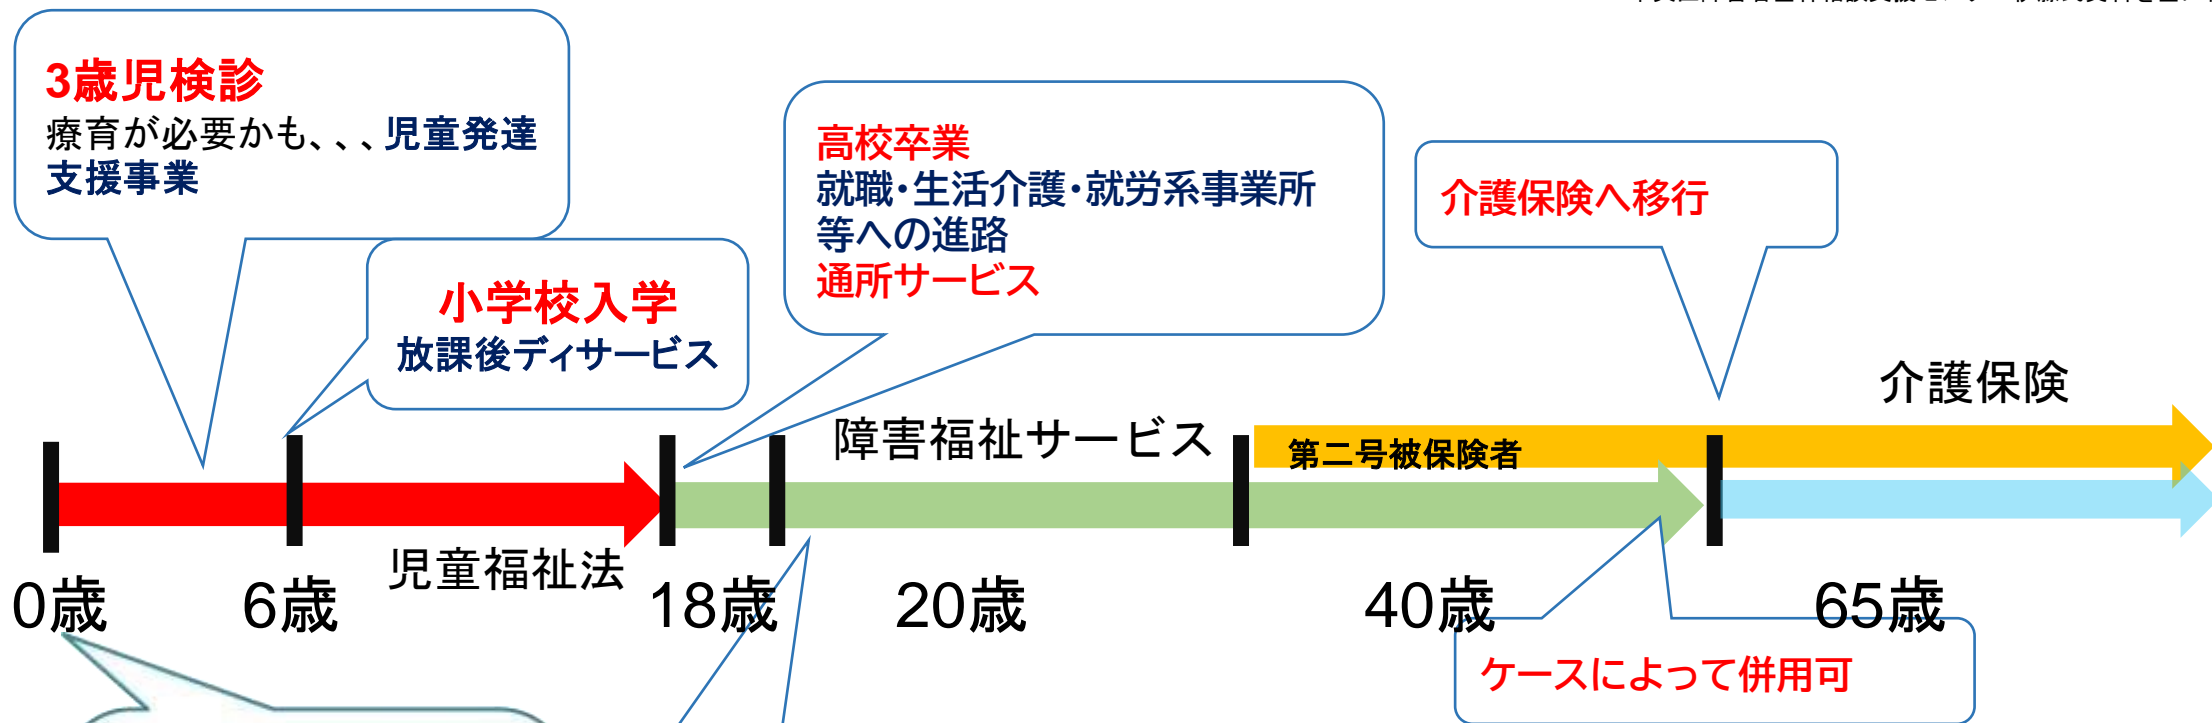 3歳児検診
療育が必要かも、、、児童発達
支援事業
小学校入学
放課後ディサービス
高校卒業
就職・生活介護・就労系事業所
等への進路
通所サービス
介護保険へ移行
介護保険
障害福祉サービス
第二号被保険者
児童福祉法
0歳
6歳
18歳
20歳
40歳
65歳
ケースによって併用可